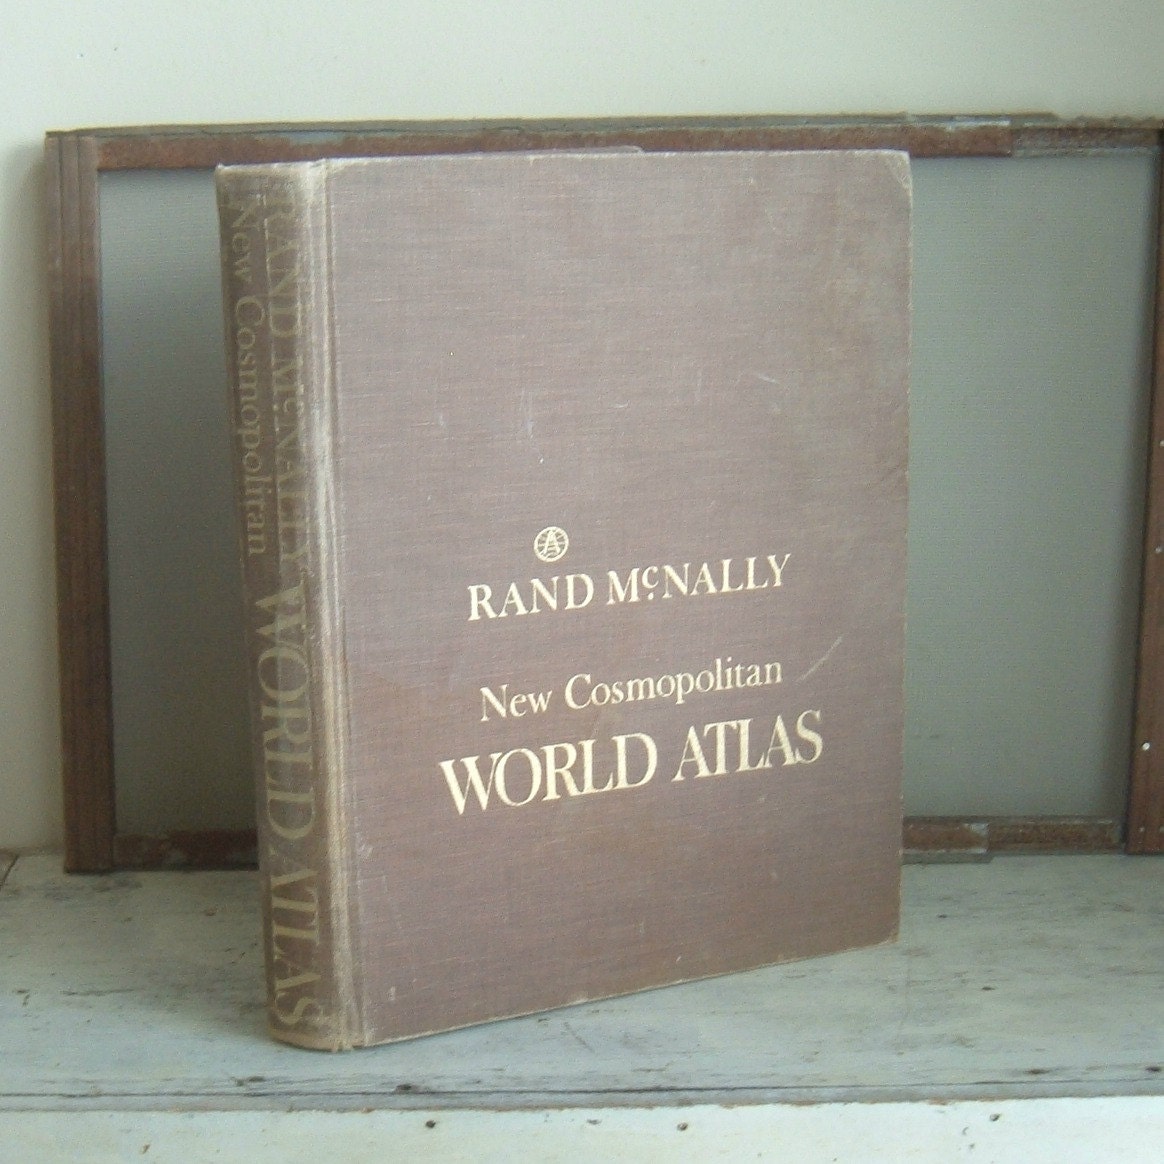 RAND McNALLY
New Cosmopolitan
WORLD ATLAS
RAND McNALLY
New Cosmopolitan
WORLD ATLAS